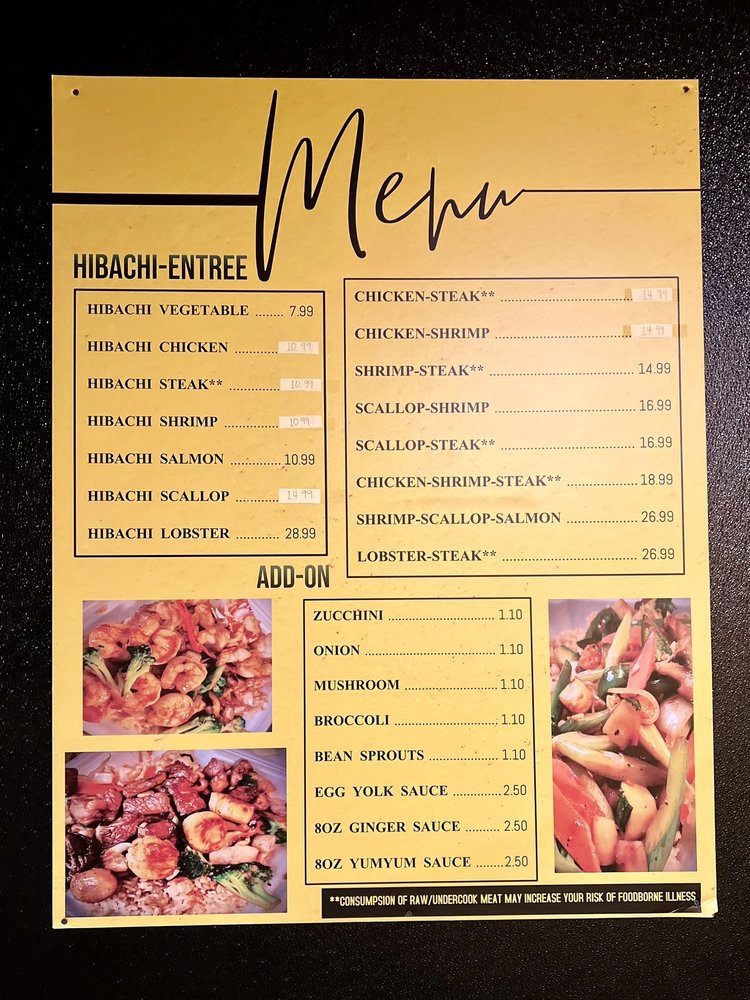 Menu
HIBACHI-ENTREE
HIBACHI VEGETABLE ........ 7.99
HIBACHI CHICKEN ............ 10.99
HIBACHI STEAK** ............. 10.99
HIBACHI SHRIMP .............. 10.99
HIBACHI SALMON ............. 10.99
HIBACHI SCALLOP ............ 14.99
HIBACHI LOBSTER ............ 28.99
CHICKEN-STEAK** .................................. 14.99
CHICKEN-SHRIMP ................................... 14.99
SHRIMP-STEAK** ..................................... 14.99
SCALLOP-SHRIMP ................................... 16.99
SCALLOP-STEAK** .................................. 16.99
CHICKEN-SHRIMP-STEAK** ................. 18.99
SHRIMP-SCALLOP-SALMON ................. 26.99
LOBSTER-STEAK** .................................. 26.99
ADD-ON
ZUCCHINI ............................... 1.10
ONION ...................................... 1.10
MUSHROOM ........................... 1.10
BROCCOLI .............................. 1.10
BEAN SPROUTS .................... 1.10
EGG YOLK SAUCE .............. 2.50
8OZ GINGER SAUCE .......... 2.50
8OZ YUMYUM SAUCE ........ 2.50
**CONSUMPSION OF RAW/UNDERCOOK MEAT MAY INCREASE YOUR RISK OF FOODBORNE ILLNESS